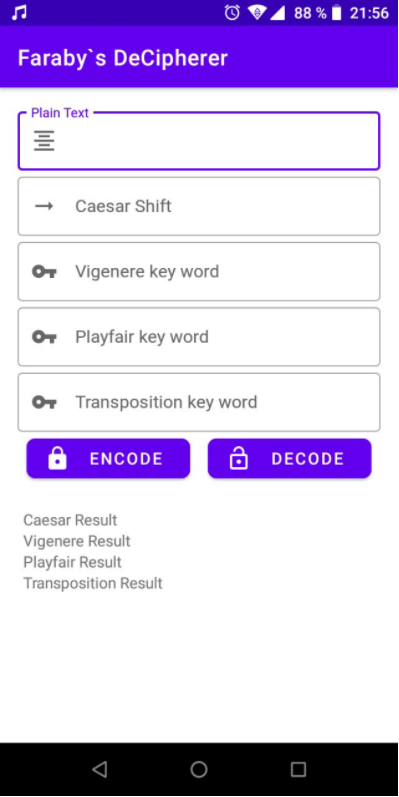 88 % 21:56
Faraby`s DeCipherer
Plain Text
Caesar Shift
Vigenere key word
Playfair key word
Transposition key word
ENCODE DECODE
Caesar Result
Vigenere Result
Playfair Result
Transposition Result